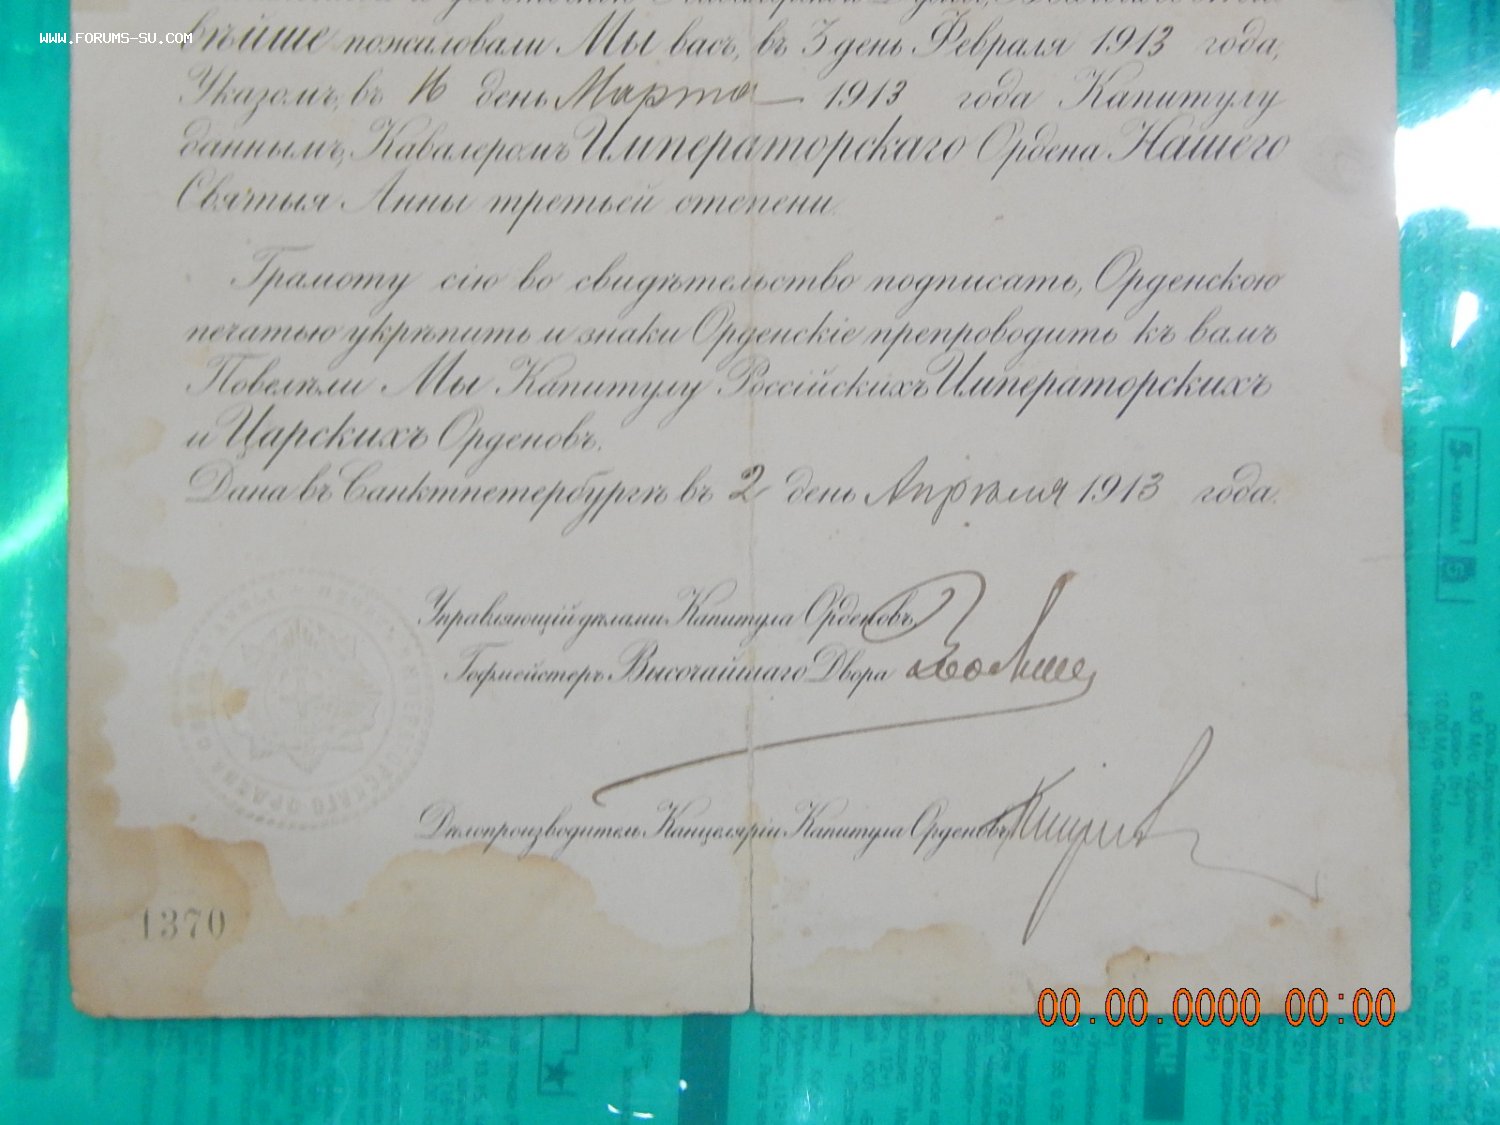 WWW.FORUMS-SU.COM
вѣйше пожаловали Мы васъ, въ 3 день Февраля 1913 года,
Указомъ, въ 16 день Марта 1913 года Капитулу
даннымъ, Кавалеромъ Императорскаго Ордена Нашего
Святыя Анны третьей степени.
Грамоту сію во свидѣтельство подписать, Орденскою
печатью укрѣпить и знаки Орденскіе препроводить къ вамъ
Повелѣли Мы Капитулу Россійскихъ Императорскихъ
и Царскихъ Орденовъ.
Дана въ Санктпетербургѣ въ 2 день Апрѣля 1913 года.
Управляющій дѣлами Капитула Орденовъ,
Гофмейстеръ Высочайшаго Двора
Дѣлопроизводитель Канцеляріи Капитула Орденовъ
1370
00.00.0000 00:00